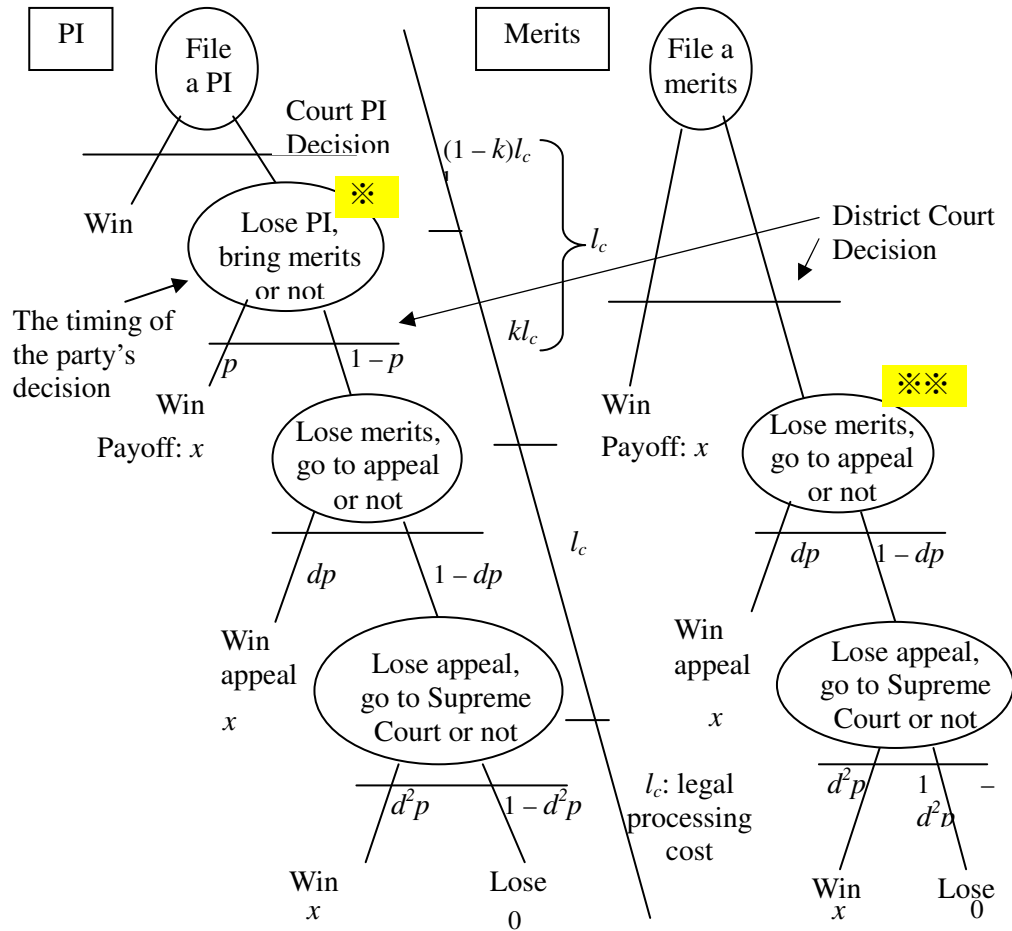 PI
File
a PI
Court PI
Decision
Win
※
Lose PI,
bring merits
or not
The timing of
the party's
decision
p
1 – p
Win
Payoff: x
Lose merits,
go to appeal
or not
dp
1 – dp
Win
appeal
x
Lose appeal,
go to Supreme
Court or not
d²p
1 – d²p
Win
x
Lose
0
(1 – k)l_c
l_c
kl_c
l_c
l_c: legal
processing
cost
Merits
File a
merits
District Court
Decision
Win
Payoff: x
※※
Lose merits,
go to appeal
or not
dp
1 – dp
Win
appeal
x
Lose appeal,
go to Supreme
Court or not
d²p
1 –
d²p
Win
x
Lose
0